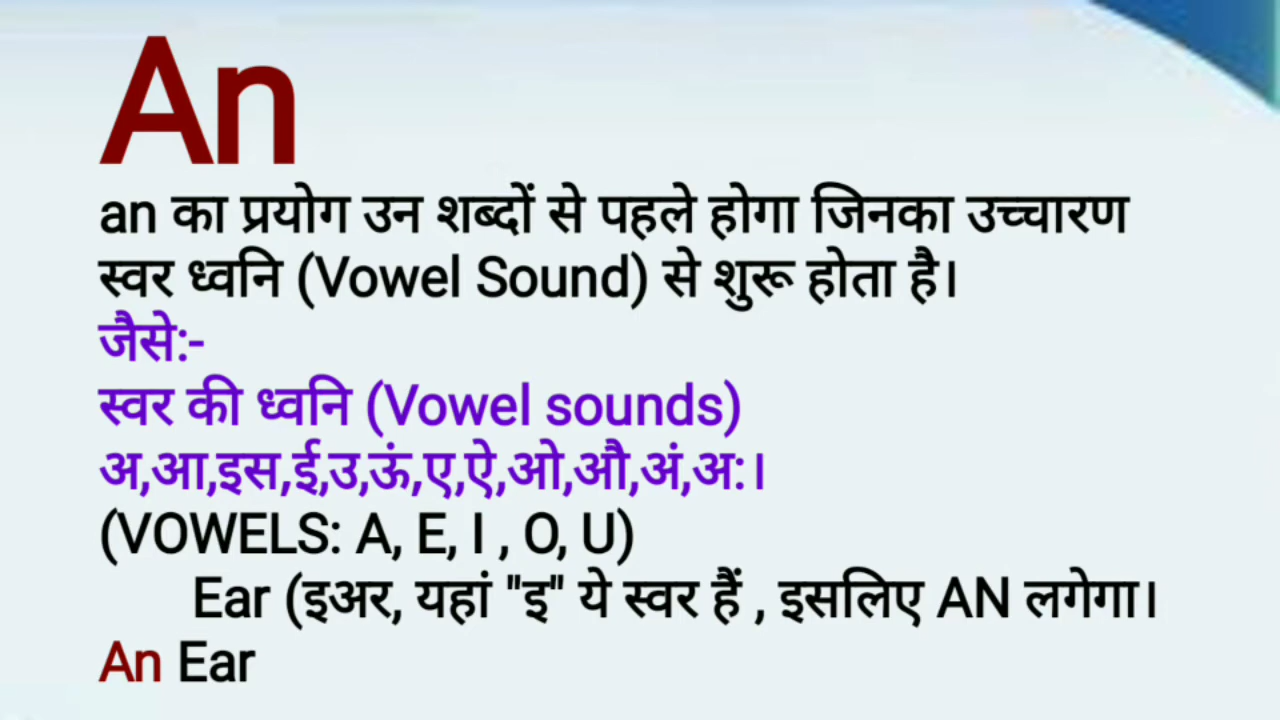 An
an का प्रयोग उन शब्दों से पहले होगा जिनका उच्चारण
स्वर ध्वनि (Vowel Sound) से शुरू होता है।
जैसे:-
स्वर की ध्वनि (Vowel sounds)
अ,आ,इस,ई,उ,ऊं,ए,ऐ,ओ,औ,अं,अ:।
(VOWELS: A, E, I , O, U)
Ear (इअर, यहां "इ" ये स्वर हैं , इसलिए AN लगेगा।
An Ear